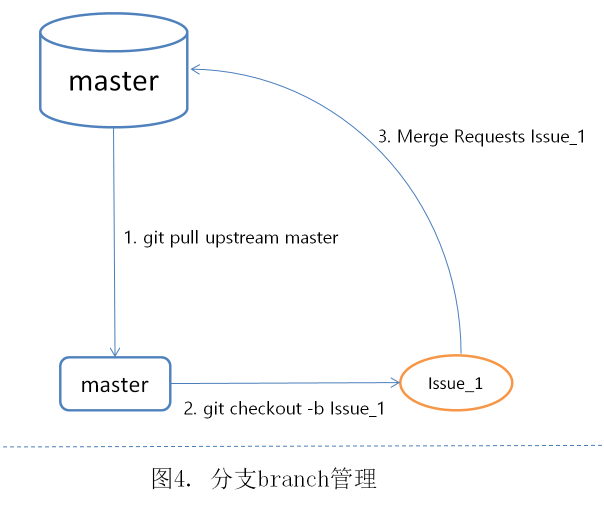 master
3. Merge Requests Issue_1
1. git pull upstream master
master
Issue_1
2. git checkout -b Issue_1
图4. 分支branch管理